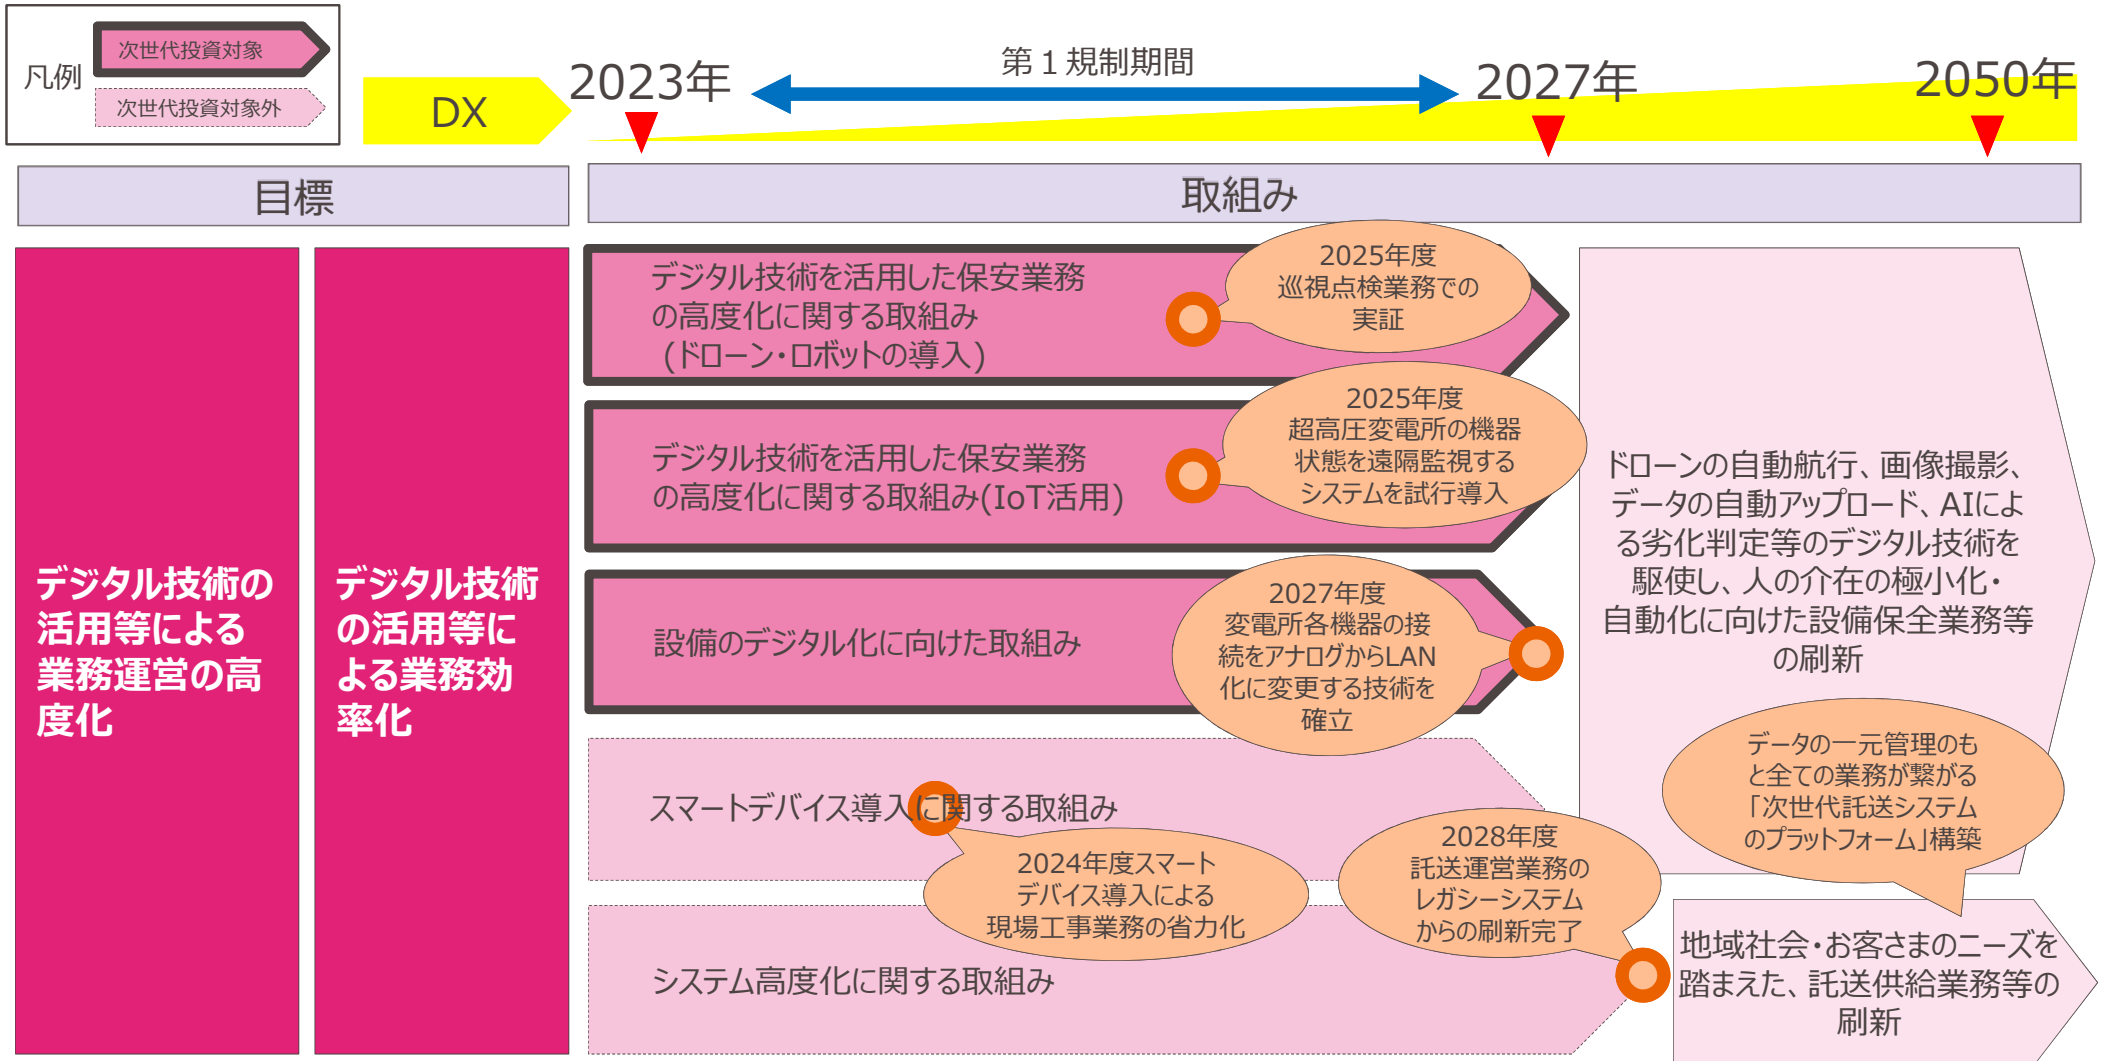 凡例
次世代投資対象
次世代投資対象外
DX
2023年
第1規制期間
2027年
2050年
目標
取組み
デジタル技術の
活用等による
業務運営の高
度化
デジタル技術
の活用等に
よる業務効
率化
デジタル技術を活用した保安業務
の高度化に関する取組み
(ドローン・ロボットの導入)
2025年度
巡視点検業務での
実証
デジタル技術を活用した保安業務
の高度化に関する取組み(IoT活用)
2025年度
超高圧変電所の機器
状態を遠隔監視する
システムを試行導入
設備のデジタル化に向けた取組み
2027年度
変電所各機器の接
続をアナログからLAN
化に変更する技術を
確立
スマートデバイス導入に関する取組み
2024年度スマート
デバイス導入による
現場工事業務の省力化
システム高度化に関する取組み
2028年度
託送運営業務の
レガシーシステム
からの刷新完了
ドローンの自動航行、画像撮影、
データの自動アップロード、AIによ
る劣化判定等のデジタル技術を
駆使し、人の介在の極小化・
自動化に向けた設備保全業務等
の刷新
データの一元管理のも
と全ての業務が繋がる
「次世代託送システム
のプラットフォーム」構築
地域社会・お客さまのニーズを
踏まえた、託送供給業務等の
刷新